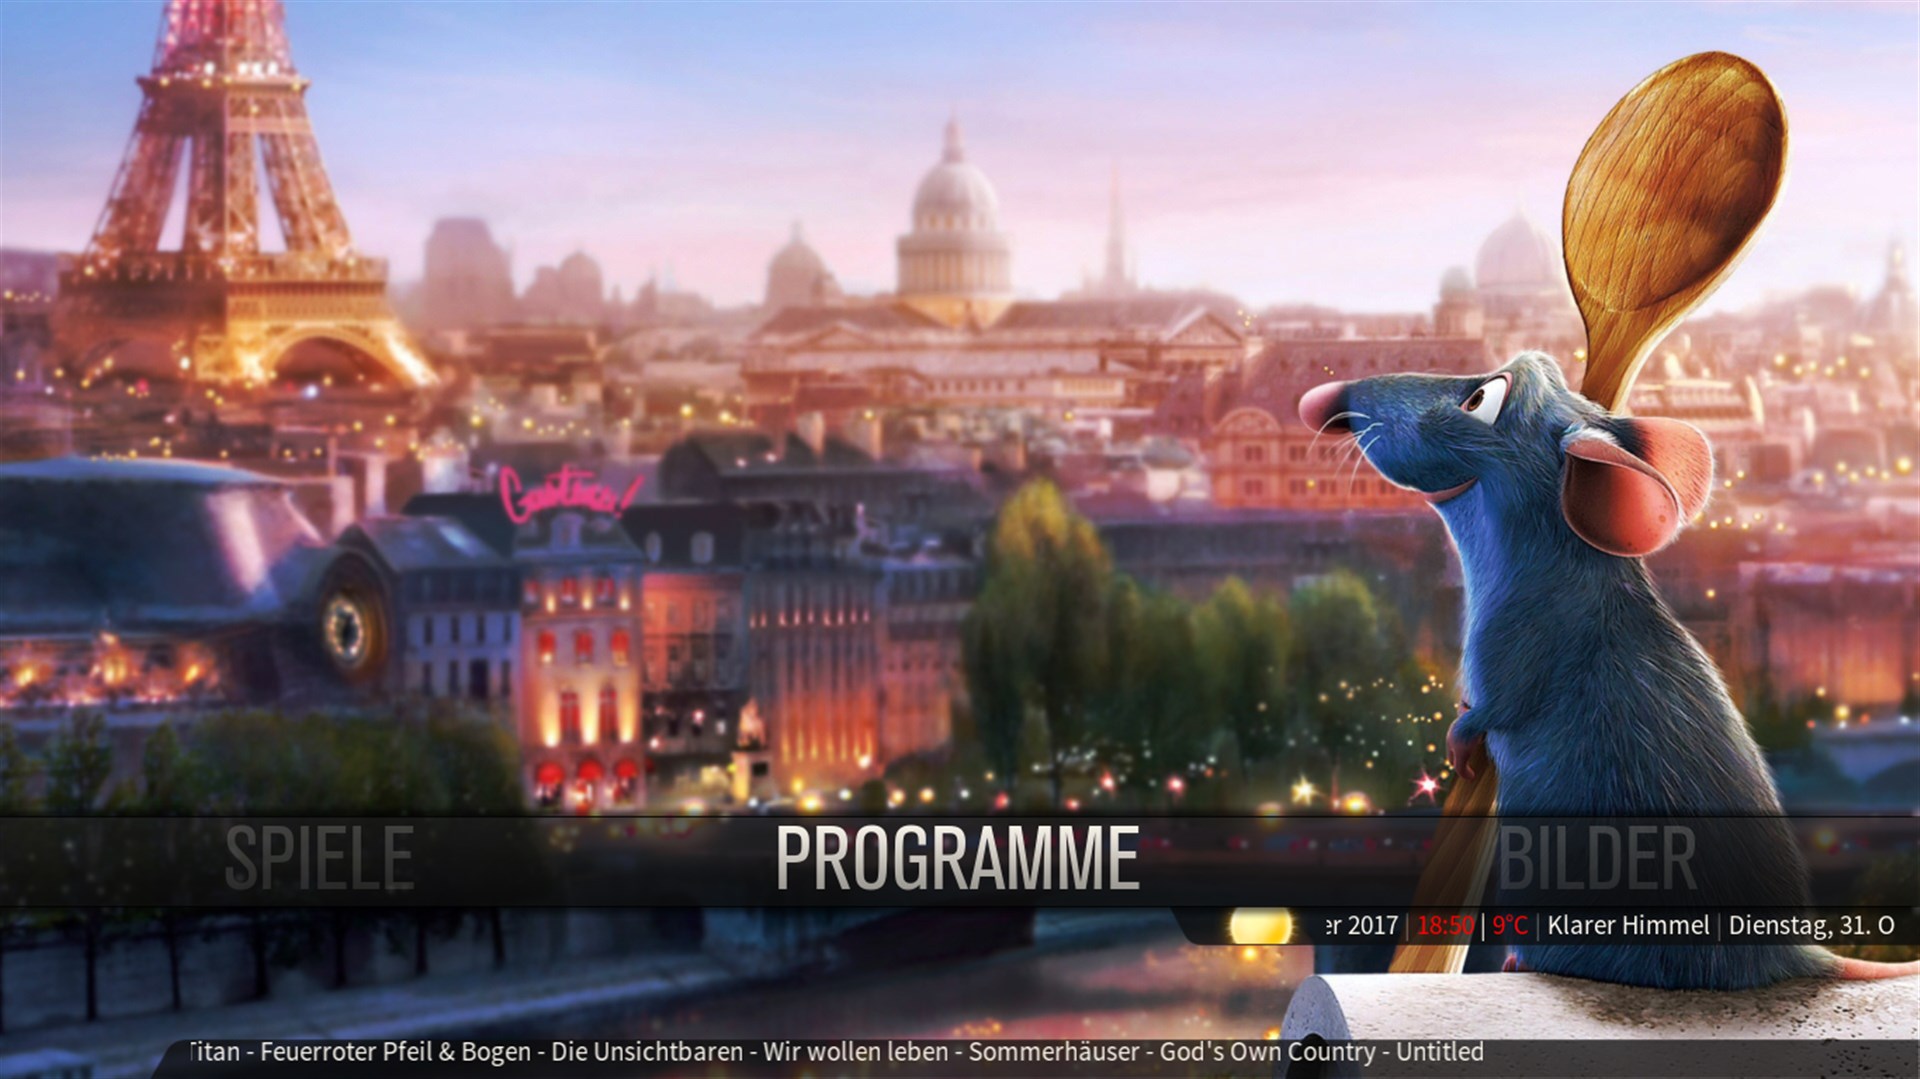 Gusteau!
SPIELE PROGRAMME BILDER
er 2017 | 18:50 | 9°C | Klarer Himmel | Dienstag, 31. O
Titan - Feuerroter Pfeil & Bogen - Die Unsichtbaren - Wir wollen leben - Sommerhäuser - God's Own Country - Untitled